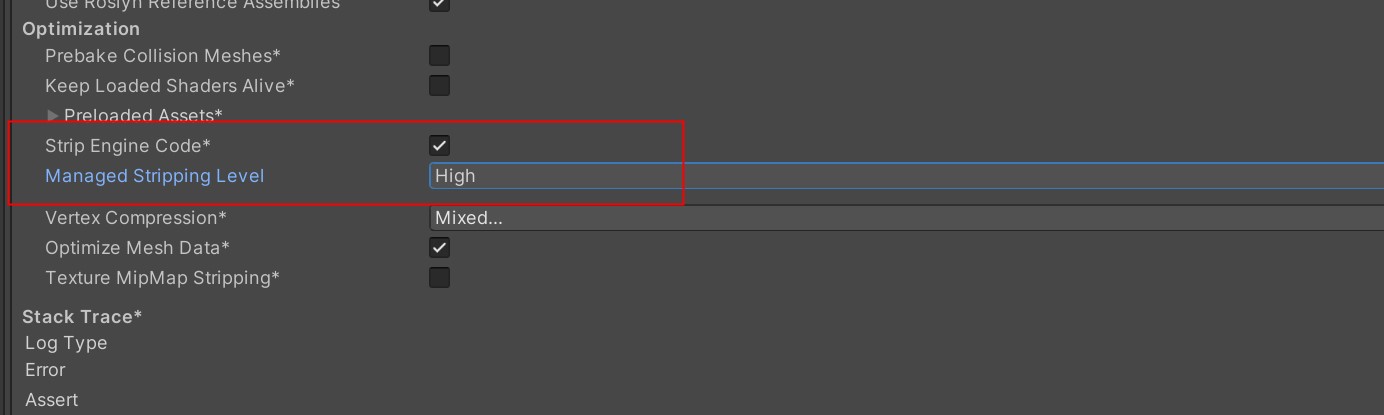 Use Roslyn Reference Assemblies
Optimization
Prebake Collision Meshes*
Keep Loaded Shaders Alive*
Preloaded Assets*
Strip Engine Code*
Managed Stripping Level High
Vertex Compression* Mixed...
Optimize Mesh Data*
Texture MipMap Stripping*
Stack Trace*
Log Type
Error
Assert